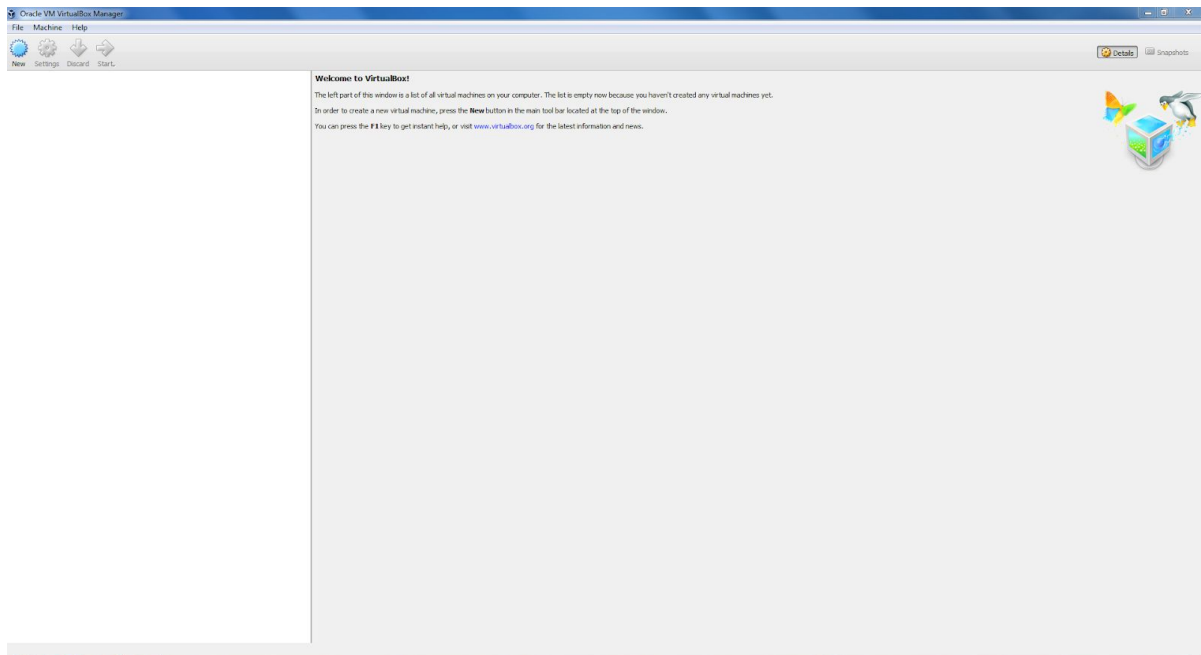 Oracle VM VirtualBox Manager
File Machine Help
New Settings Discard Start
Details Snapshots
Welcome to VirtualBox!
The left part of this window is a list of all virtual machines on your computer. The list is empty now because you haven't created any virtual machines yet.
In order to create a new virtual machine, press the New button in the main tool bar located at the top of the window.
You can press the F1 key to get instant help, or visit www.virtualbox.org for the latest information and news.